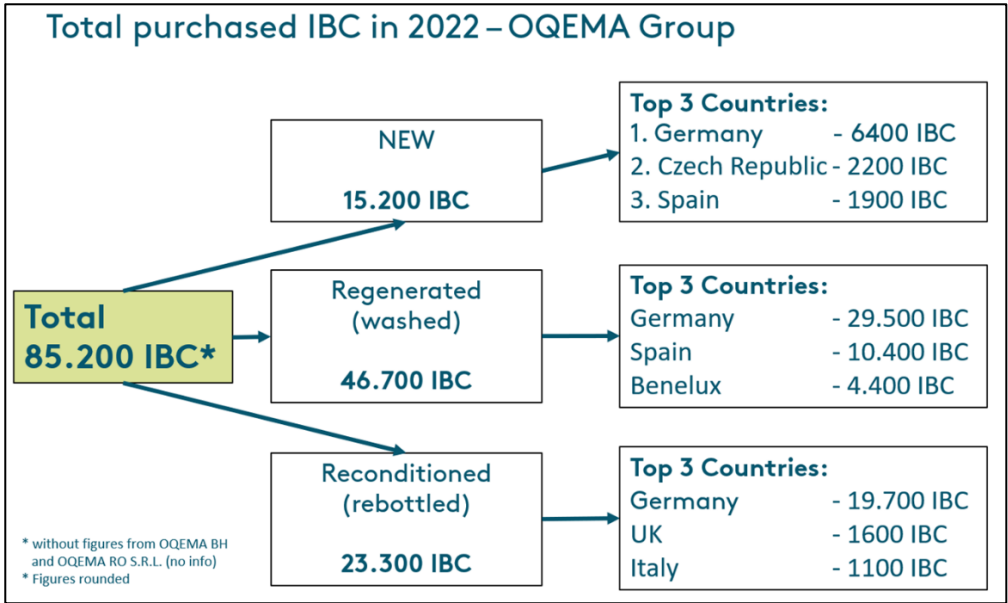 Total purchased IBC in 2022 – OQEMA Group
Total
85.200 IBC*
NEW
15.200 IBC
Top 3 Countries:
1. Germany - 6400 IBC
2. Czech Republic - 2200 IBC
3. Spain - 1900 IBC
Regenerated
(washed)
46.700 IBC
Top 3 Countries:
Germany - 29.500 IBC
Spain - 10.400 IBC
Benelux - 4.400 IBC
Reconditioned
(rebottled)
23.300 IBC
Top 3 Countries:
Germany - 19.700 IBC
UK - 1600 IBC
Italy - 1100 IBC
* without figures from OQEMA BH
and OQEMA RO S.R.L. (no info)
* Figures rounded